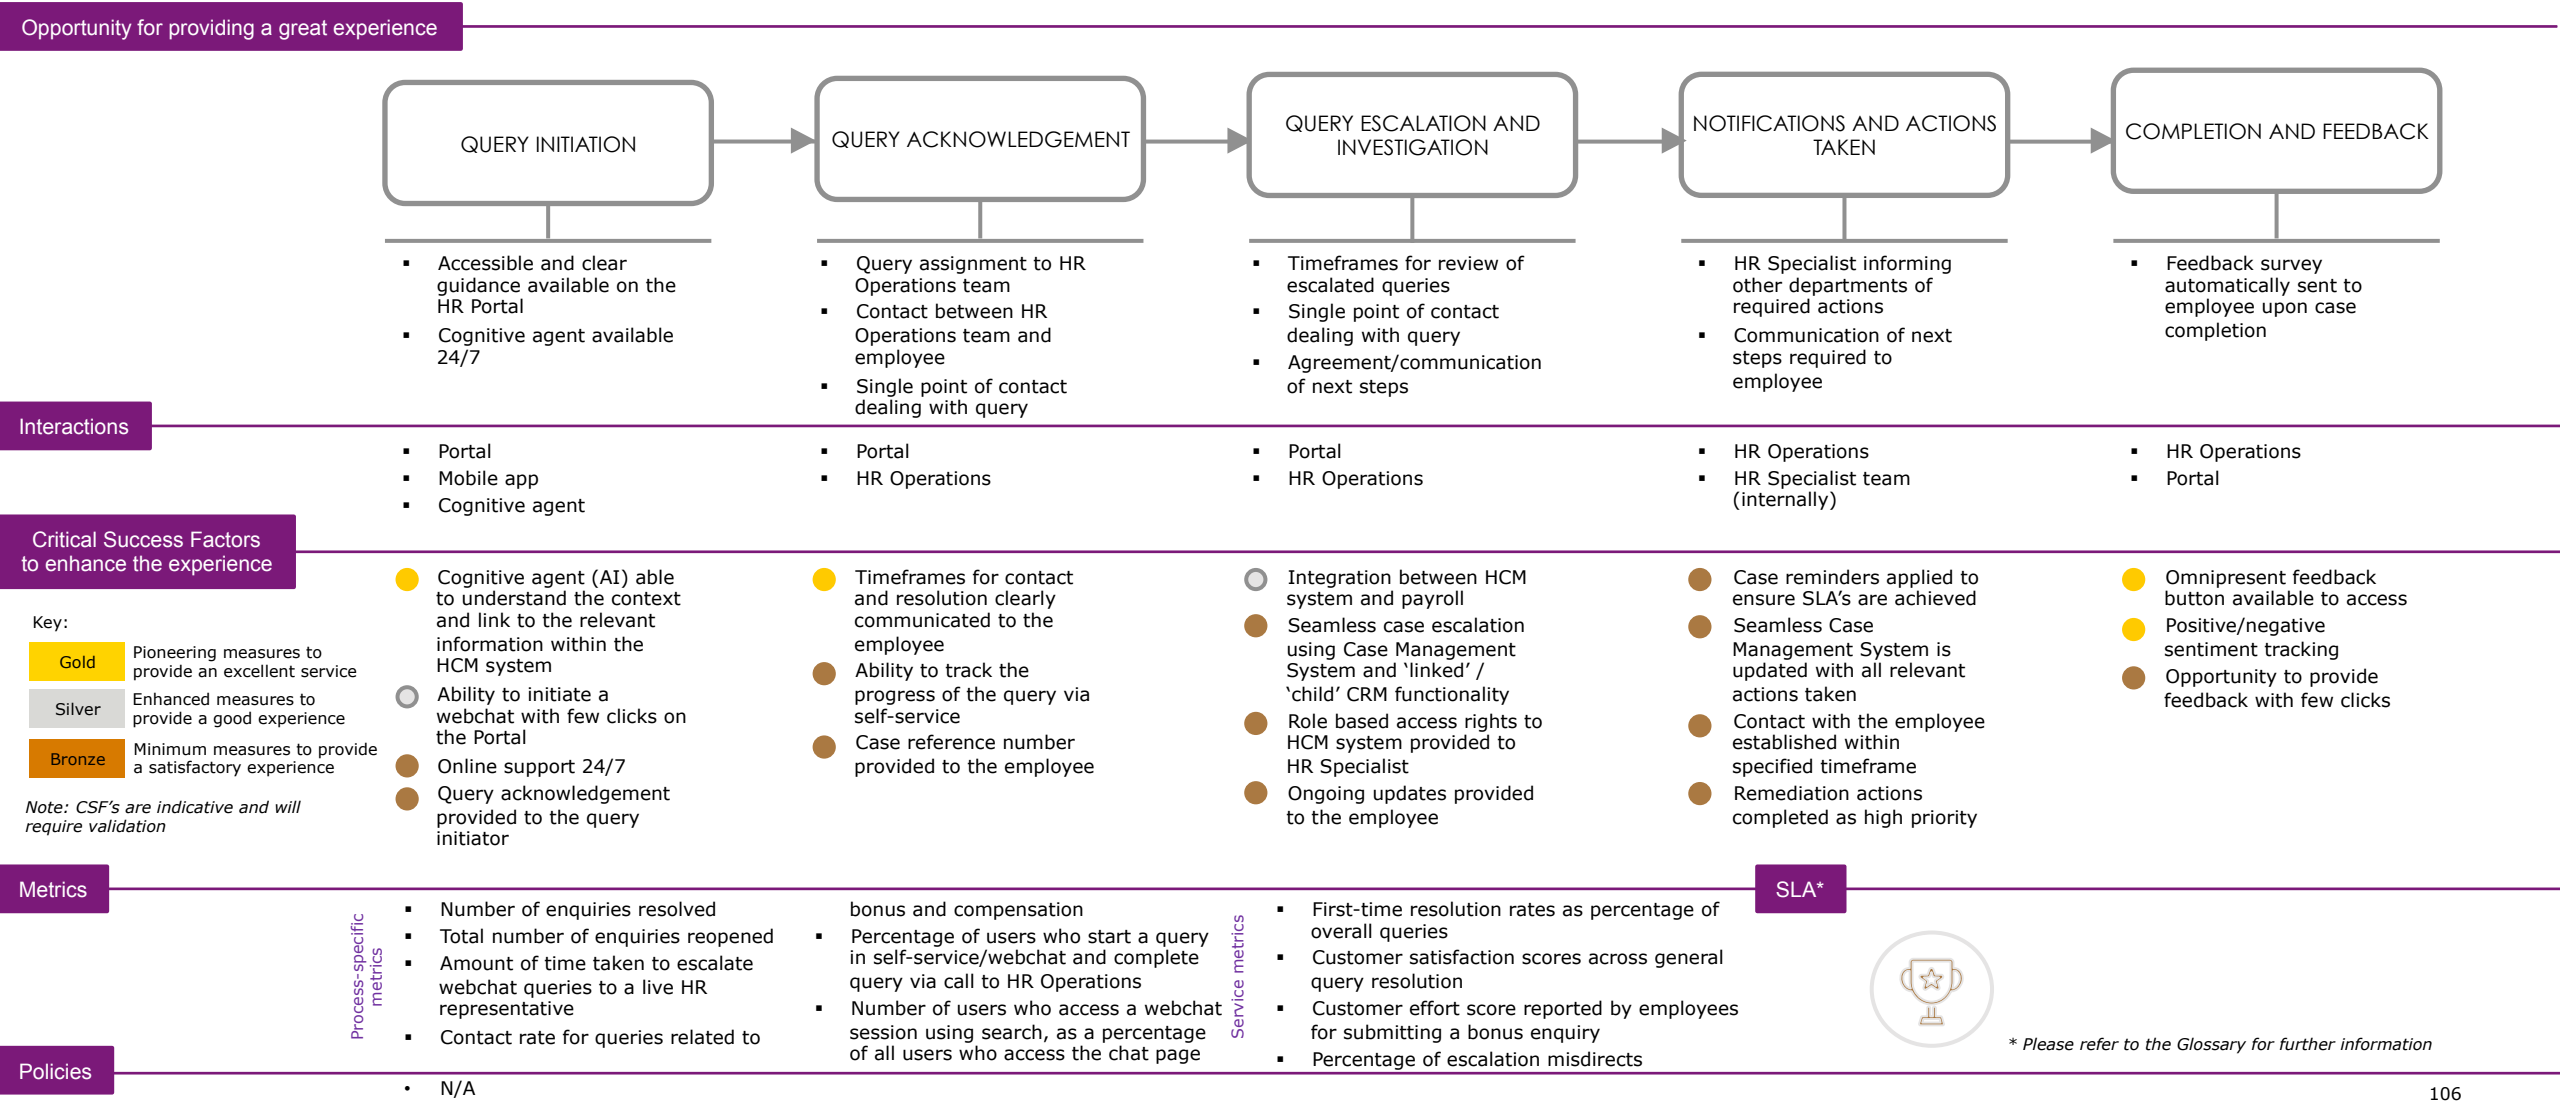 Opportunity for providing a great experience
QUERY INITIATION
QUERY ACKNOWLEDGEMENT
QUERY ESCALATION AND
INVESTIGATION
NOTIFICATIONS AND ACTIONS
TAKEN
COMPLETION AND FEEDBACK
▪ Accessible and clear
guidance available on the
HR Portal
▪ Cognitive agent available
24/7
▪ Query assignment to HR
Operations team
▪ Contact between HR
Operations team and
employee
▪ Single point of contact
dealing with query
▪ Timeframes for review of
escalated queries
▪ Single point of contact
dealing with query
▪ Agreement/communication
of next steps
▪ HR Specialist informing
other departments of
required actions
▪ Communication of next
steps required to
employee
▪ Feedback survey
automatically sent to
employee upon case
completion
Interactions
▪ Portal
▪ Mobile app
▪ Cognitive agent
▪ Portal
▪ HR Operations
▪ Portal
▪ HR Operations
▪ HR Operations
▪ HR Specialist team
(internally)
▪ HR Operations
▪ Portal
Critical Success Factors
to enhance the experience
Key:
Gold
Pioneering measures to
provide an excellent service
Silver
Enhanced measures to
provide a good experience
Bronze
Minimum measures to provide
a satisfactory experience
Note: CSF’s are indicative and will
require validation
Cognitive agent (AI) able
to understand the context
and link to the relevant
information within the
HCM system
Ability to initiate a
webchat with few clicks on
the Portal
Online support 24/7
Query acknowledgement
provided to the query
initiator
Timeframes for contact
and resolution clearly
communicated to the
employee
Ability to track the
progress of the query via
self-service
Case reference number
provided to the employee
Integration between HCM
system and payroll
Seamless case escalation
using Case Management
System and ‘linked’ /
‘child’ CRM functionality
Role based access rights to
HCM system provided to
HR Specialist
Ongoing updates provided
to the employee
Case reminders applied to
ensure SLA’s are achieved
Seamless Case
Management System is
updated with all relevant
actions taken
Contact with the employee
established within
specified timeframe
Remediation actions
completed as high priority
Omnipresent feedback
button available to access
Positive/negative
sentiment tracking
Opportunity to provide
feedback with few clicks
Metrics
Process-specific
metrics
▪ Number of enquiries resolved
▪ Total number of enquiries reopened
▪ Amount of time taken to escalate
webchat queries to a live HR
representative
▪ Contact rate for queries related to
bonus and compensation
▪ Percentage of users who start a query
in self-service/webchat and complete
query via call to HR Operations
▪ Number of users who access a webchat
session using search, as a percentage
of all users who access the chat page
Service metrics
▪ First-time resolution rates as percentage of
overall queries
▪ Customer satisfaction scores across general
query resolution
▪ Customer effort score reported by employees
for submitting a bonus enquiry
▪ Percentage of escalation misdirects
SLA*
* Please refer to the Glossary for further information
Policies
• N/A
106